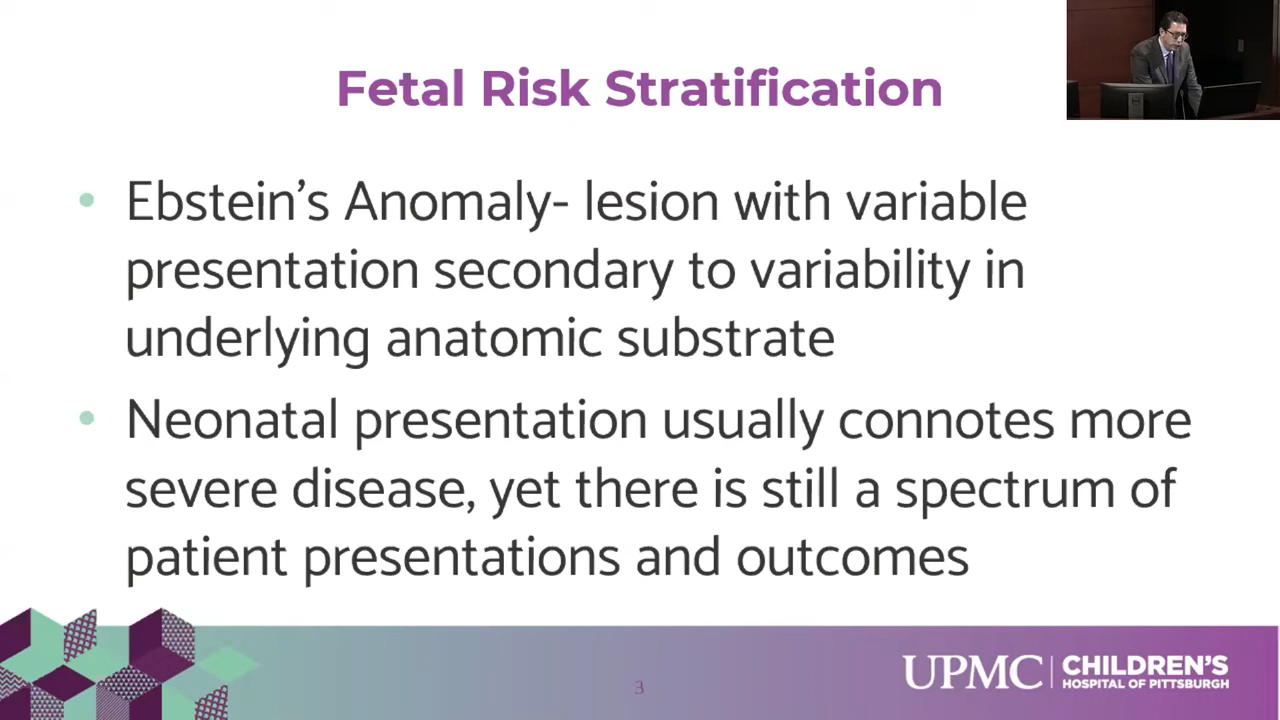 Fetal Risk Stratification
• Ebstein’s Anomaly- lesion with variable
presentation secondary to variability in
underlying anatomic substrate
• Neonatal presentation usually connotes more
severe disease, yet there is still a spectrum of
patient presentations and outcomes
3
UPMC
CHILDREN'S
HOSPITAL OF PITTSBURGH